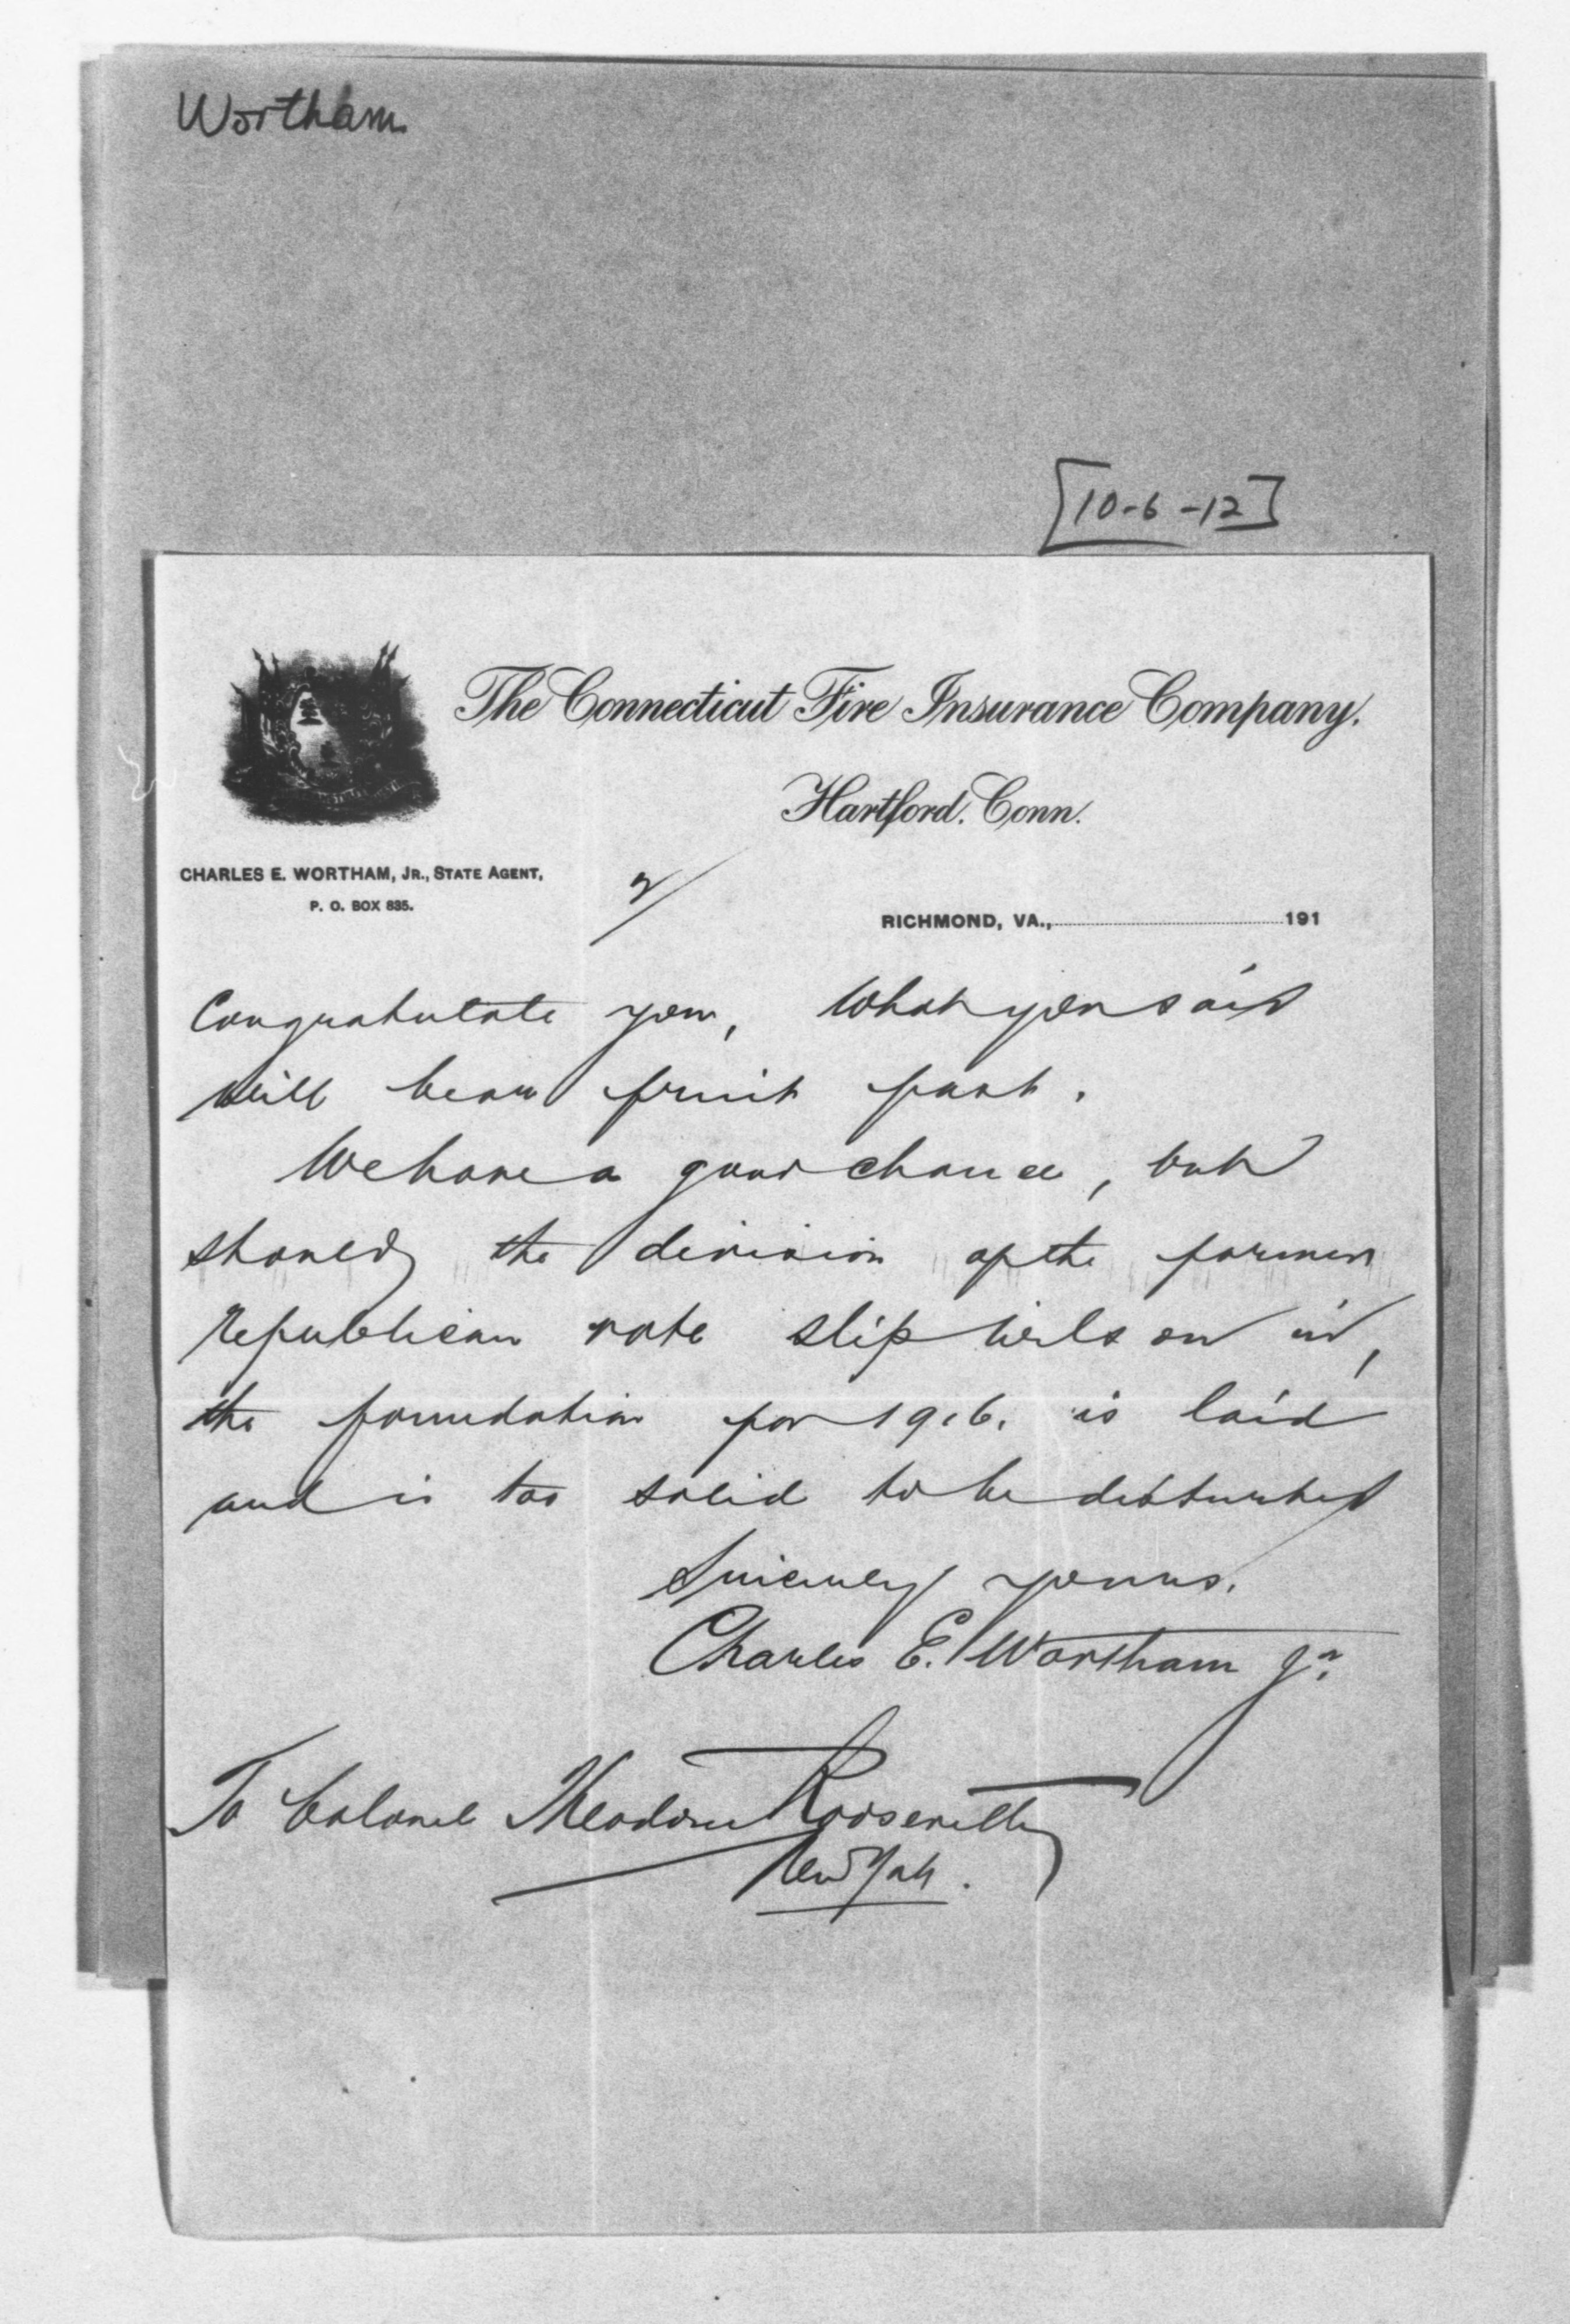 Wortham
[10-6-12]
The Connecticut Fire Insurance Company.
Hartford. Conn.
CHARLES E. WORTHAM, JR., STATE AGENT,
P. O. BOX 835.
2/
RICHMOND, VA., 191
Congratulate you, What you said
will bear fruit fast.
We have a good chance, but
should the division of the former
republican vote slip Wilson in,
the foundation for 1916. is laid
and is too solid to be disturbed
Sincerely yours.
Charles E. Wortham Jr.
To Colonel Theodore Roosevelt
New York.